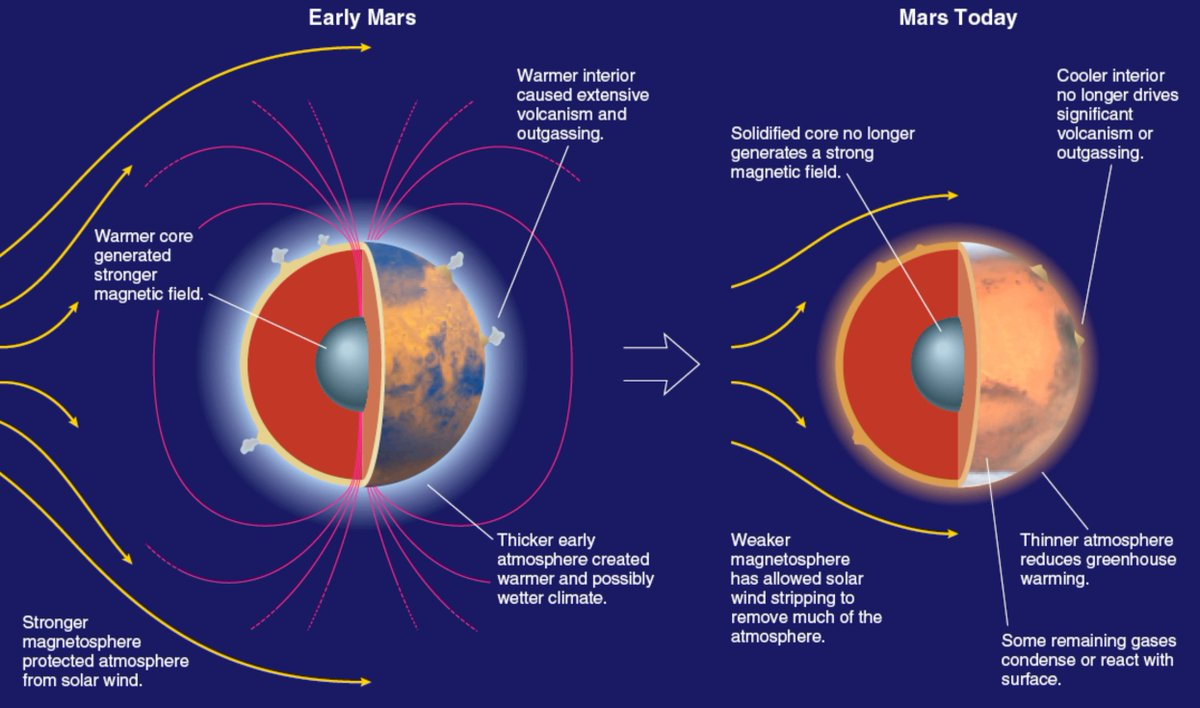 Early Mars
Warmer interior
caused extensive
volcanism and
outgassing.
Warmer core
generated
stronger
magnetic field.
Thicker early
atmosphere created
warmer and possibly
wetter climate.
Stronger
magnetosphere
protected atmosphere
from solar wind.
Mars Today
Cooler interior
no longer drives
significant
volcanism or
outgassing.
Solidified core no longer
generates a strong
magnetic field.
Weaker
magnetosphere
has allowed solar
wind stripping to
remove much of the
atmosphere.
Thinner atmosphere
reduces greenhouse
warming.
Some remaining gases
condense or react with
surface.